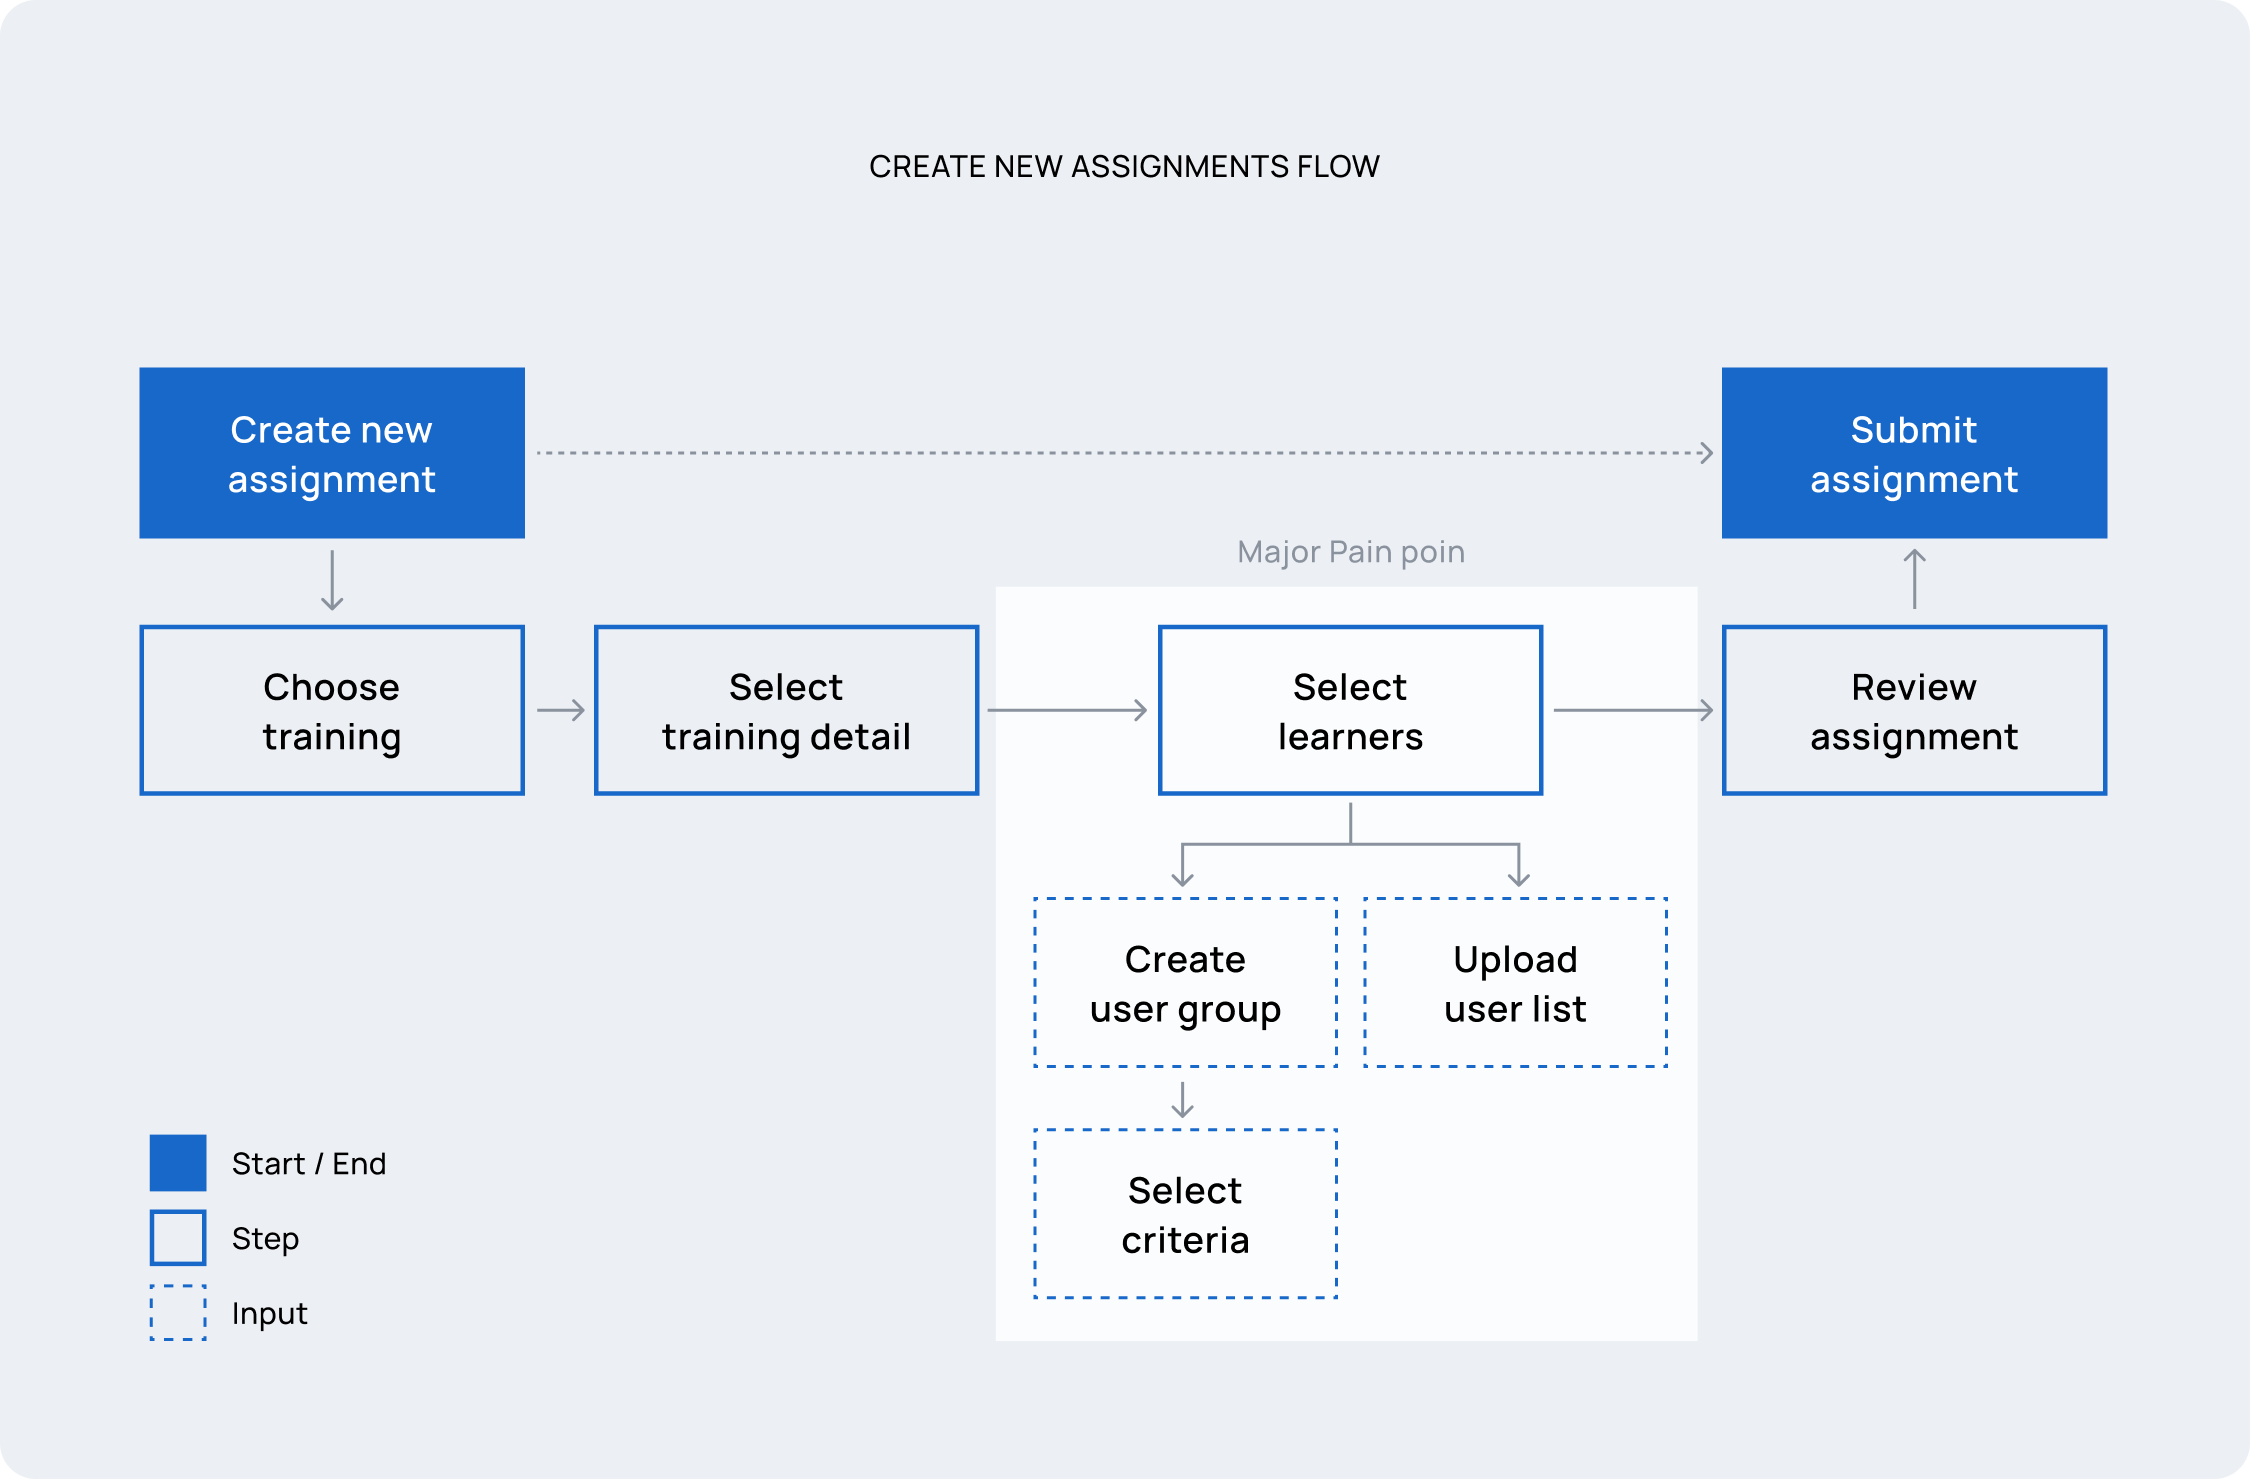 CREATE NEW ASSIGNMENTS FLOW
Create new
assignment
Submit
assignment
Major Pain poin
Choose
training
Select
training detail
Select
learners
Review
assignment
Create
user group
Upload
user list
Select
criteria
Start / End
Step
Input